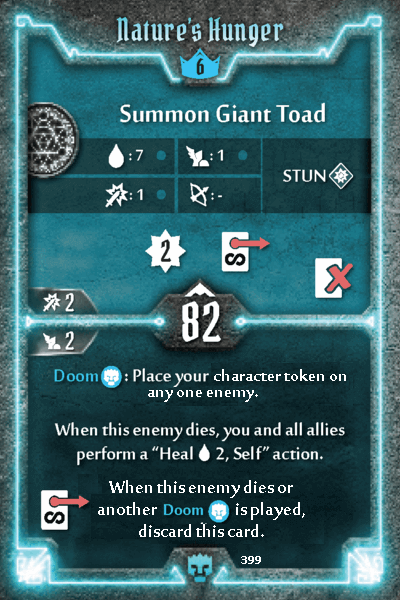 Nature's Hunger
6
Summon Giant Toad
: 7 : 1
STUN
: 1 : -
2
2
82
2
Doom : Place your character token on
any one enemy.
When this enemy dies, you and all allies
perform a "Heal 2, Self" action.
When this enemy dies or
another Doom is played,
discard this card.
399